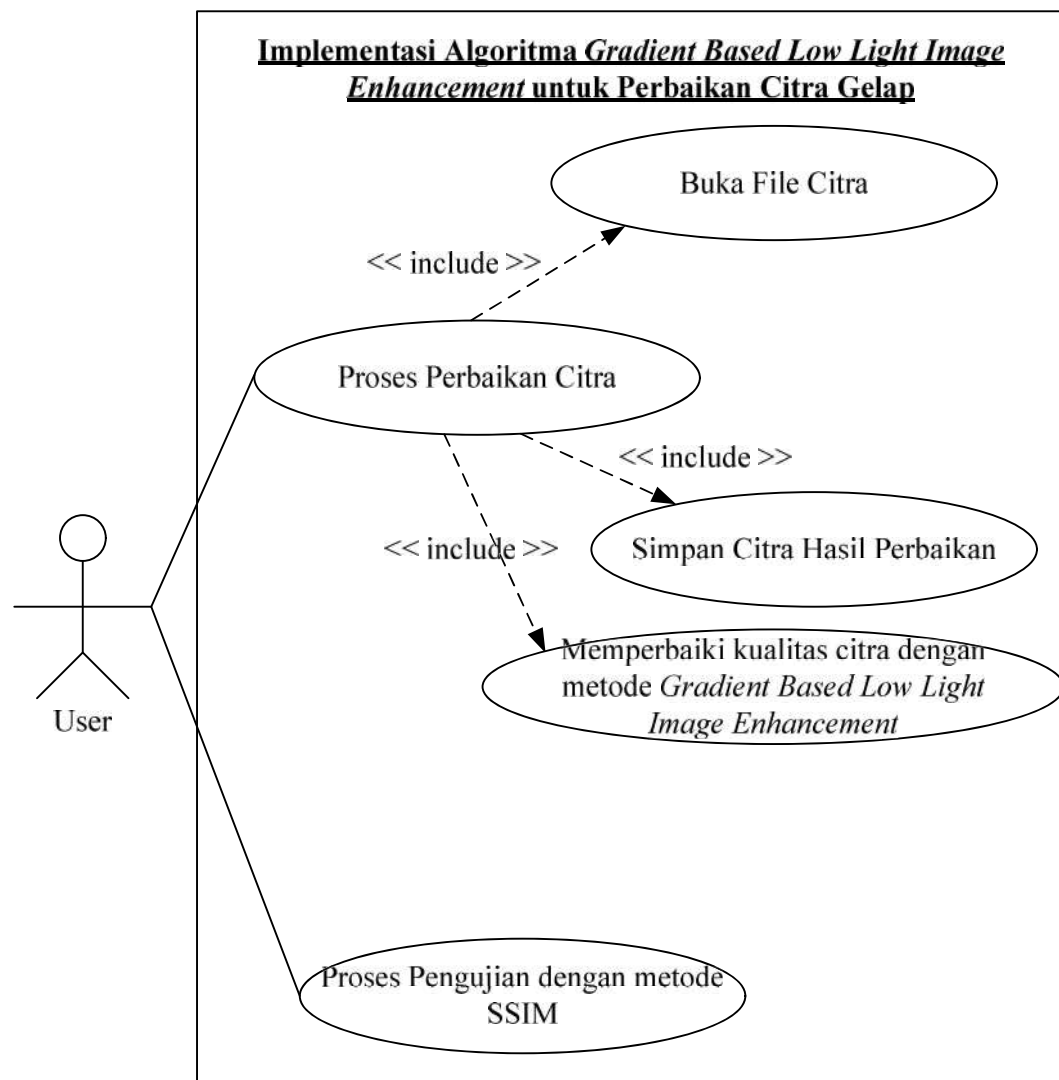 Implementasi Algoritma Gradient Based Low Light Image
Enhancement untuk Perbaikan Citra Gelap
Buka File Citra
<< include >>
Proses Perbaikan Citra
<< include >>
<< include >>
Simpan Citra Hasil Perbaikan
Memperbaiki kualitas citra dengan
metode Gradient Based Low Light
Image Enhancement
User
Proses Pengujian dengan metode
SSIM